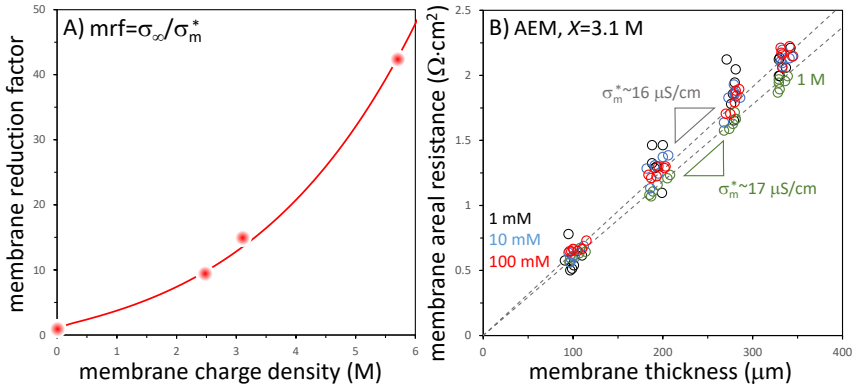 A) mrf=σ∞/σm*
membrane reduction factor
50
40
30
20
10
0
0 1 2 3 4 5 6
membrane charge density (M)
B) AEM, X=3.1 M
membrane areal resistance (Ω·cm2)
2.5
2
1.5
1
0.5
0
σm*~16 μS/cm
1 M
σm*~17 μS/cm
1 mM
10 mM
100 mM
0 100 200 300 400
membrane thickness (μm)